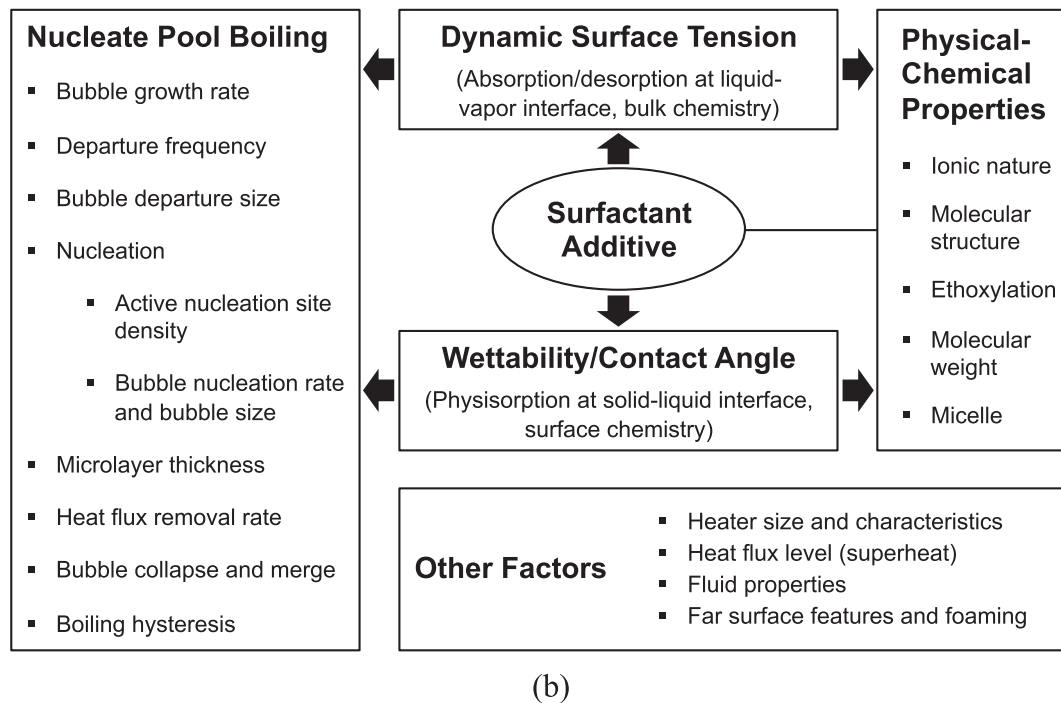 Nucleate Pool Boiling
▪ Bubble growth rate
▪ Departure frequency
▪ Bubble departure size
▪ Nucleation
▪ Active nucleation site
density
▪ Bubble nucleation rate
and bubble size
▪ Microlayer thickness
▪ Heat flux removal rate
▪ Bubble collapse and merge
▪ Boiling hysteresis
Dynamic Surface Tension
(Absorption/desorption at liquid-
vapor interface, bulk chemistry)
Surfactant
Additive
Wettability/Contact Angle
(Physisorption at solid-liquid interface,
surface chemistry)
Physical-
Chemical
Properties
▪ Ionic nature
▪ Molecular
structure
▪ Ethoxylation
▪ Molecular
weight
▪ Micelle
Other Factors
▪ Heater size and characteristics
▪ Heat flux level (superheat)
▪ Fluid properties
▪ Far surface features and foaming
(b)